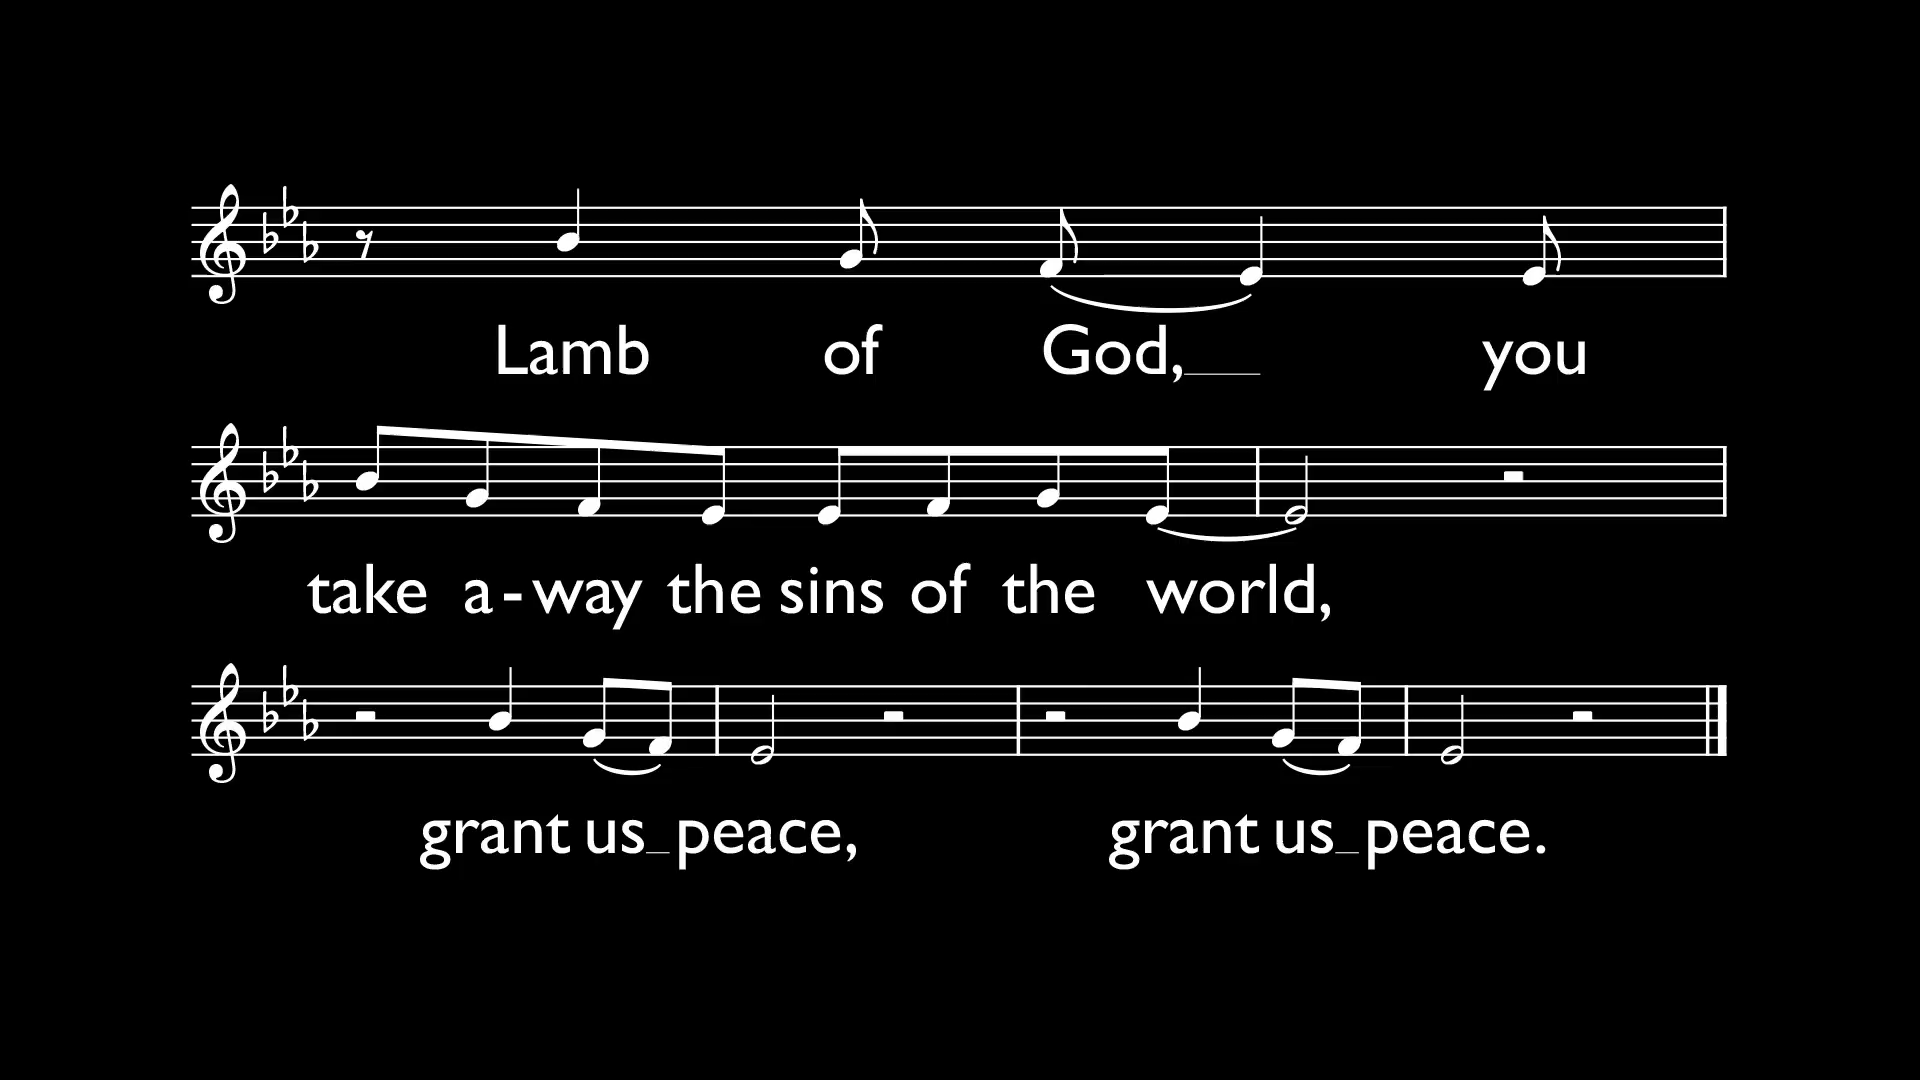 Lamb of God, you
take a-way the sins of the world,
grant us peace, grant us peace.